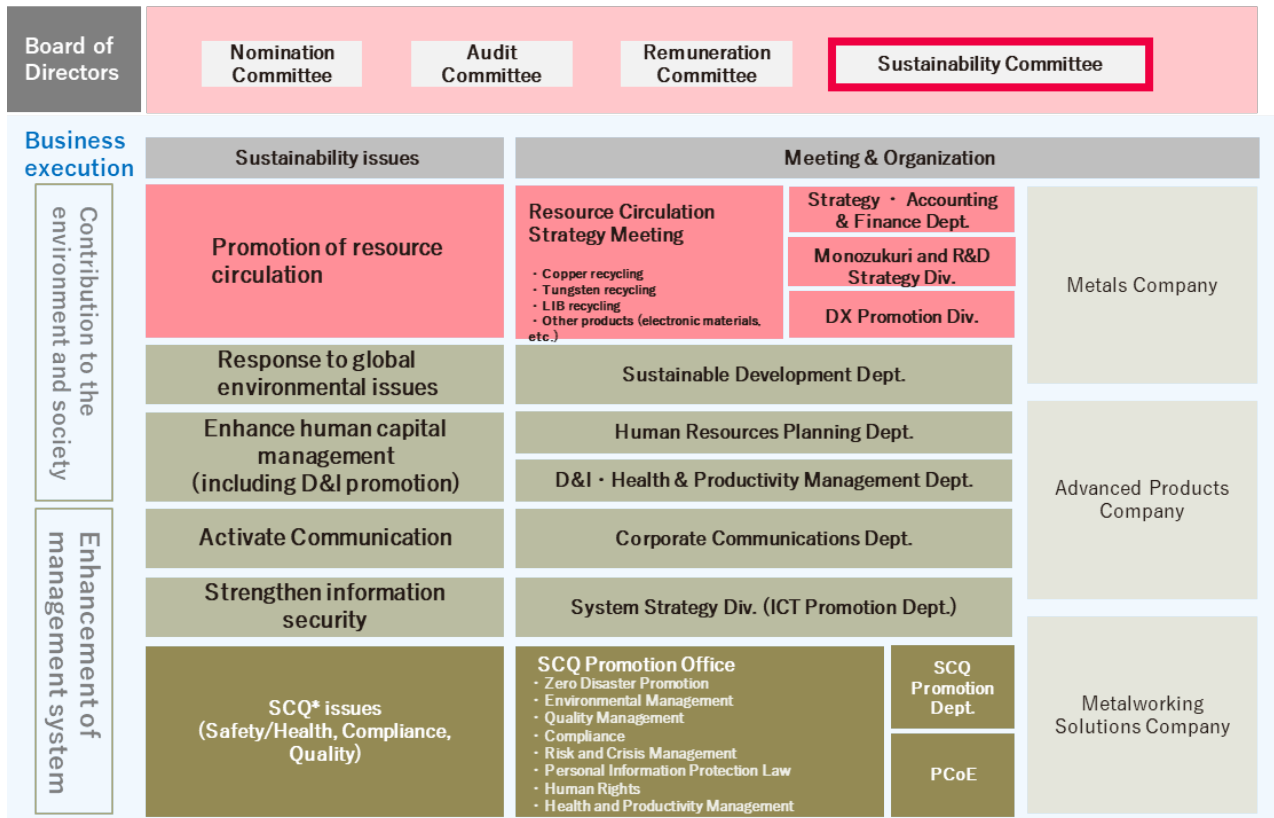 Board of
Directors
Nomination
Committee
Audit
Committee
Remuneration
Committee
Sustainability Committee
Business
execution
Sustainability issues
Meeting & Organization
Contribution to the
environment and society
Promotion of resource
circulation
Resource Circulation
Strategy Meeting
・Copper recycling
・Tungsten recycling
・LIB recycling
・Other products (electronic materials,
etc.)
Strategy ・ Accounting
& Finance Dept.
Monozukuri and R&D
Strategy Div.
DX Promotion Div.
Metals Company
Response to global
environmental issues
Sustainable Development Dept.
Enhance human capital
management
(including D&I promotion)
Human Resources Planning Dept.
D&I・Health & Productivity Management Dept.
Advanced Products
Company
Enhancement of
management system
Activate Communication
Corporate Communications Dept.
Strengthen information
security
System Strategy Div. (ICT Promotion Dept.)
SCQ* issues
(Safety/Health, Compliance,
Quality)
SCQ Promotion Office
・Zero Disaster Promotion
・Environmental Management
・Quality Management
・Compliance
・Risk and Crisis Management
・Personal Information Protection Law
・Human Rights
・Health and Productivity Management
SCQ
Promotion
Dept.
PCoE
Metalworking
Solutions Company